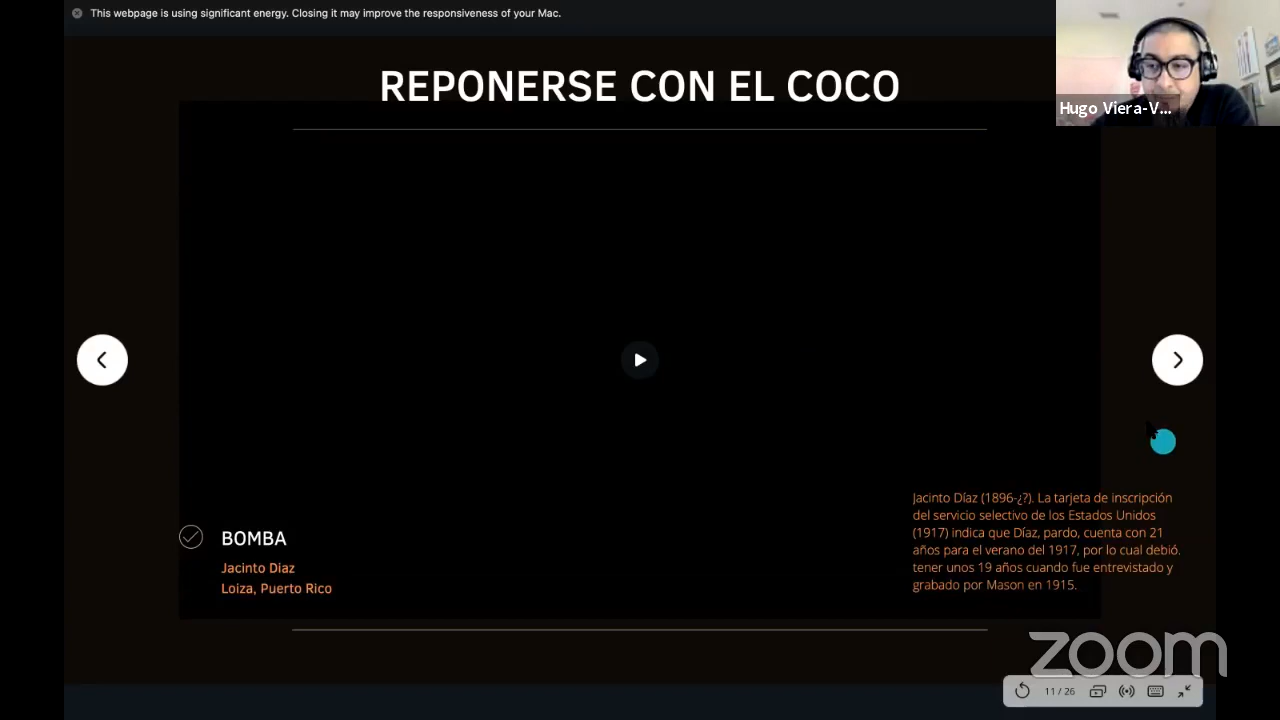 This webpage is using significant energy. Closing it may improve the responsiveness of your Mac.
REPONERSE CON EL COCO
Hugo Viera-V...
BOMBA
Jacinto Diaz
Loiza, Puerto Rico
Jacinto Díaz (1896-¿?). La tarjeta de inscripción
del servicio selectivo de los Estados Unidos
(1917) indica que Díaz, pardo, cuenta con 21
años para el verano del 1917, por lo cual debió.
tener unos 19 años cuando fue entrevistado y
grabado por Mason en 1915.
zoom
11 / 26